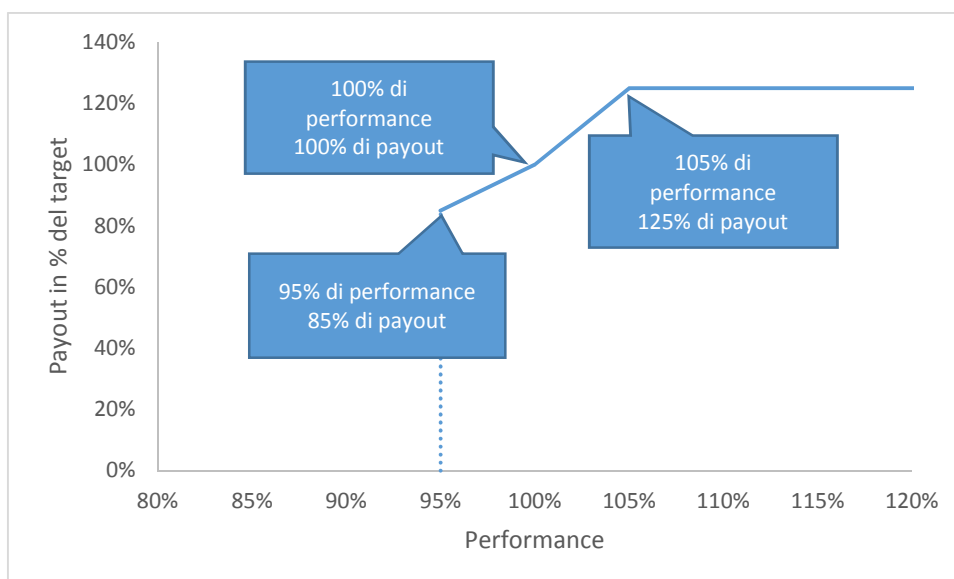 140%
120%
100%
80%
60%
40%
20%
0%
Payout in % del target
100% di
performance
100% di payout
105% di
performance
125% di payout
95% di performance
85% di payout
80%
85%
90%
95%
100%
105%
110%
115%
120%
Performance